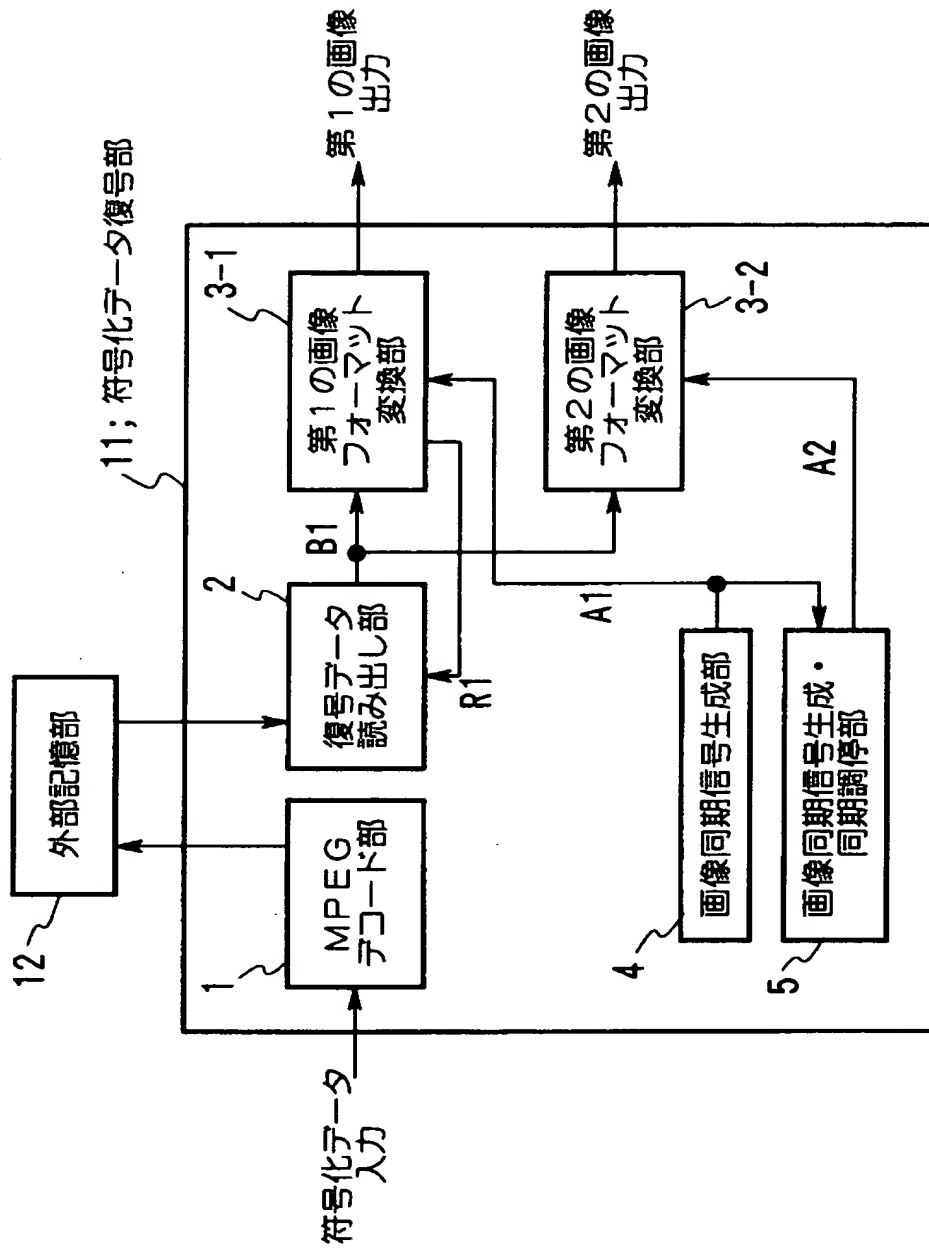 11;符号化データ復号部
12
外部記憶部
符号化データ
入力
1
MPEG
デコード部
2
復号データ
読み出し部
B1
R1
3-1
第1の画像
フォーマット
変換部
第1の画像
出力
A1
3-2
第2の画像
フォーマット
変換部
第2の画像
出力
4
画像同期信号生成部
5
画像同期信号生成・
同期調停部
A2